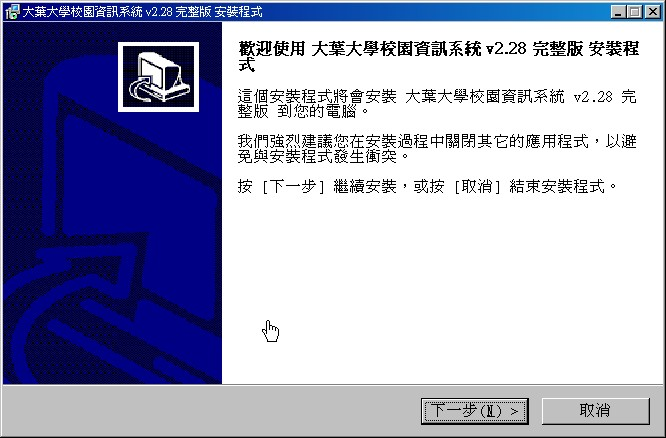 大葉大學校園資訊系統 v2.28 完整版 安裝程式
歡迎使用 大葉大學校園資訊系統 v2.28 完整版 安裝程
式
這個安裝程式將會安裝 大葉大學校園資訊系統 v2.28 完
整版 到您的電腦。
我們強烈建議您在安裝過程中關閉其它的應用程式，以避
免與安裝程式發生衝突。
按 [下一步] 繼續安裝，或按 [取消] 結束安裝程式。
下一步(N) >
取消